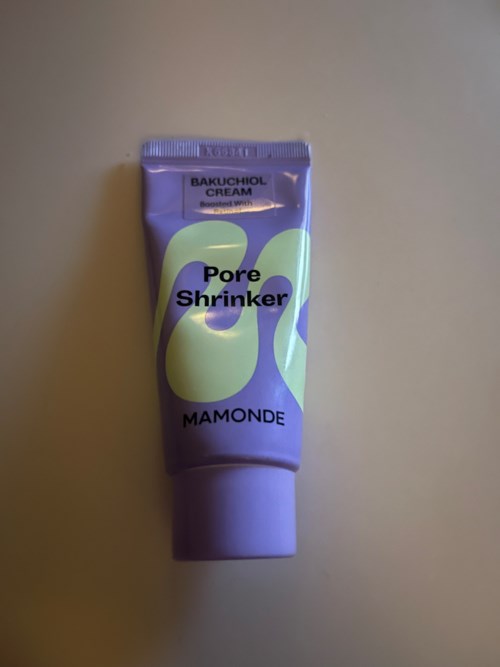 BAKUCHIOL
CREAM
Boosted With
Pore
Shrinker
MAMONDE